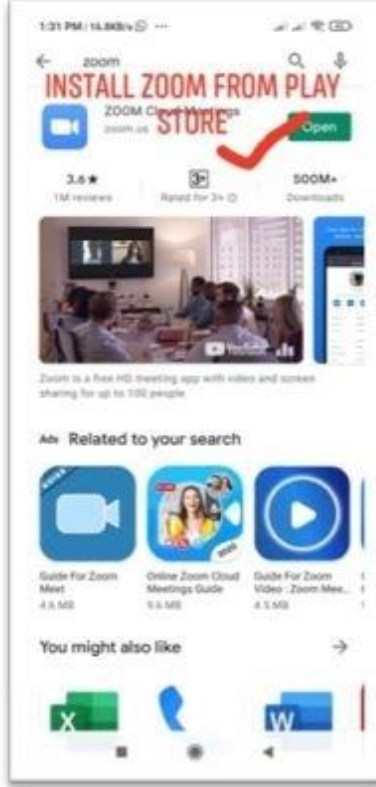 1:31 PM
zoom
INSTALL ZOOM FROM PLAY
STORE
ZOOM Cloud Meetings
zoom.us
Open
3.6★
1M reviews
3+
Rated for 3+
500M+
Downloads
YouTube
Zoom is a free HD meeting app with video and screen
sharing for up to 100 people
Ads Related to your search
GUIDE
2020
Guide For Zoom
Meet
4.6 MB
Online Zoom Cloud
Meetings Guide
9.6 MB
Guide For Zoom
Video : Zoom Mee...
4.5 MB
You might also like
X
W